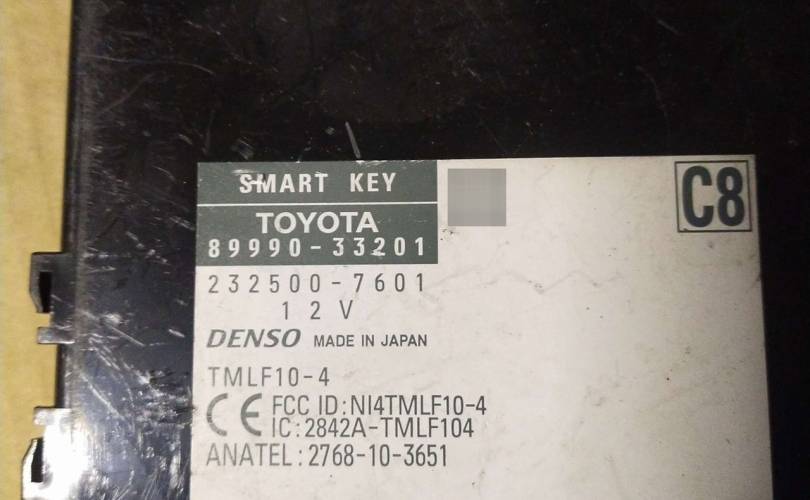 SMART KEY
C8
TOYOTA
89990-33201
232500-7601
12V
DENSO MADE IN JAPAN
TMLF10-4
CE FCC ID:NI4TMLF10-4
IC:2842A-TMLF104
ANATEL:2768-10-3651